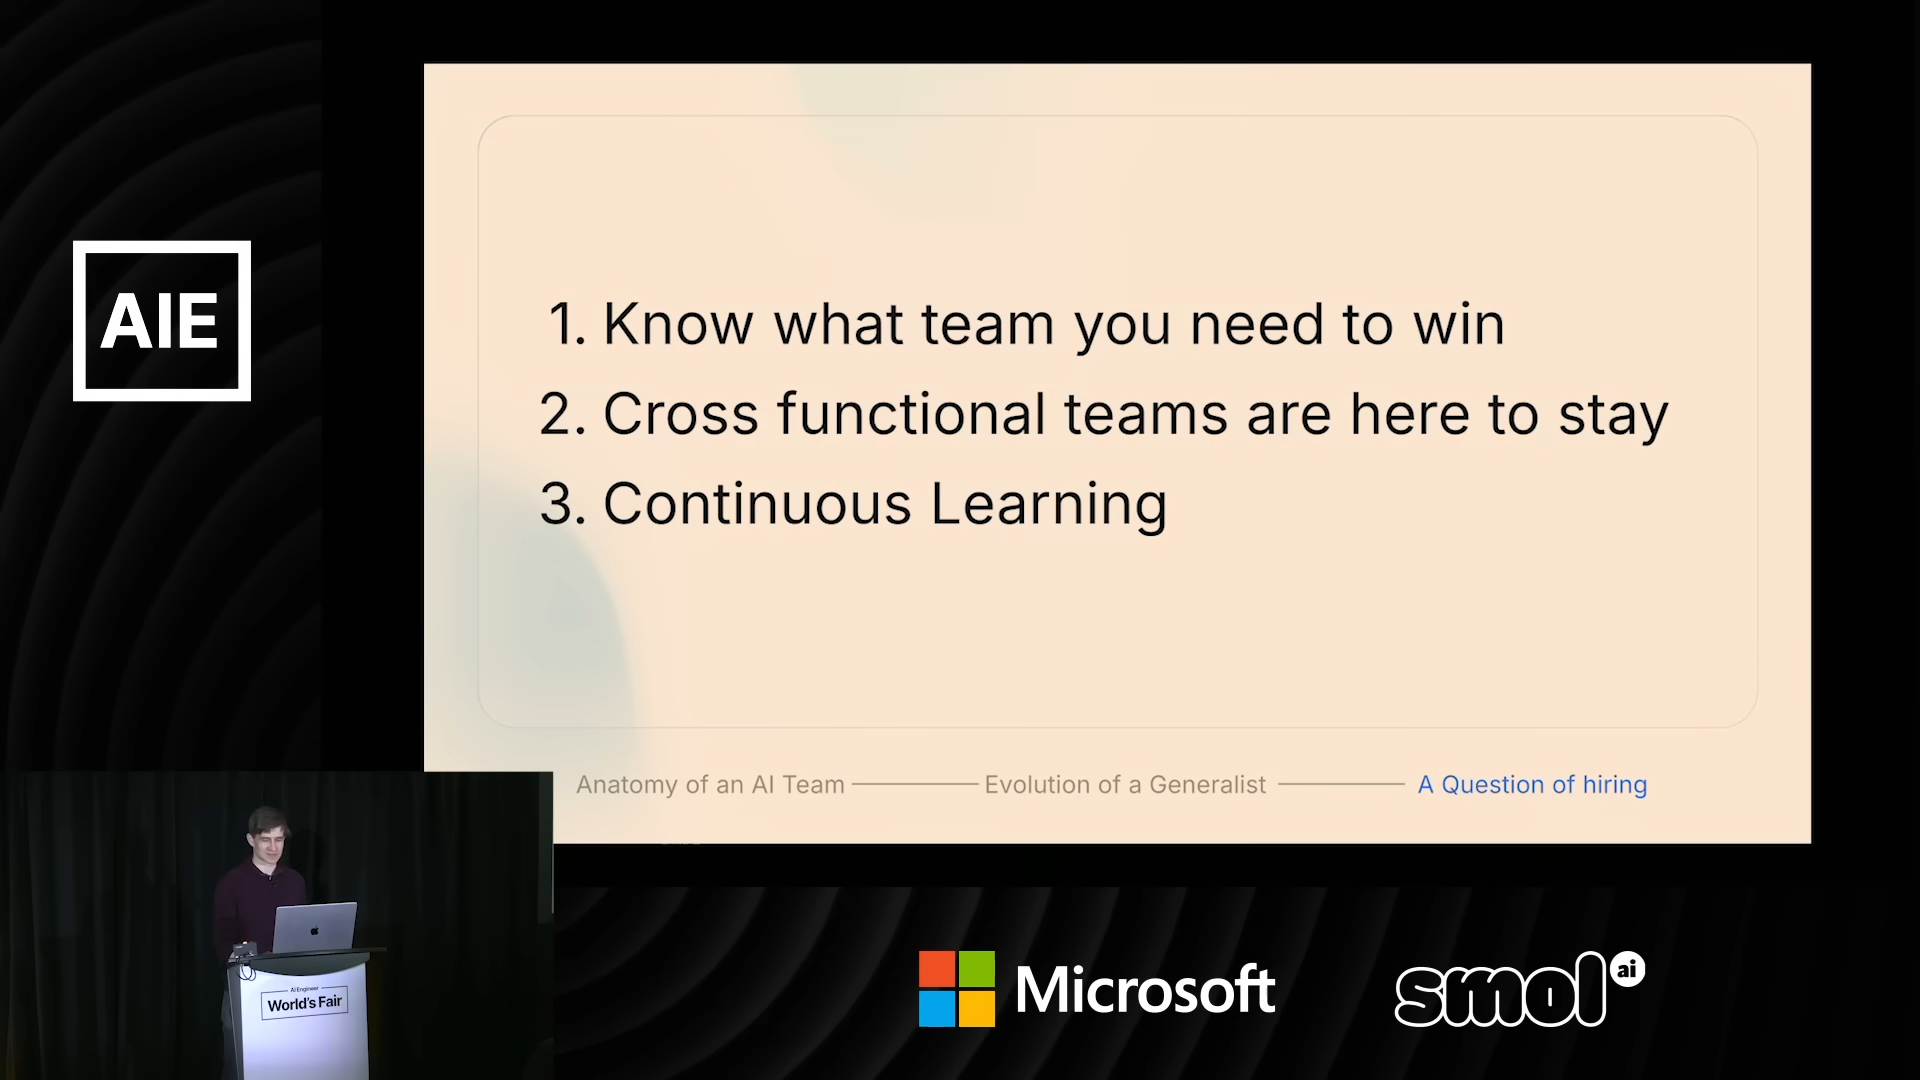 AIE
1. Know what team you need to win
2. Cross functional teams are here to stay
3. Continuous Learning
Anatomy of an AI Team
Evolution of a Generalist
A Question of hiring
AI Engineer
World's Fair
Microsoft
smol ai